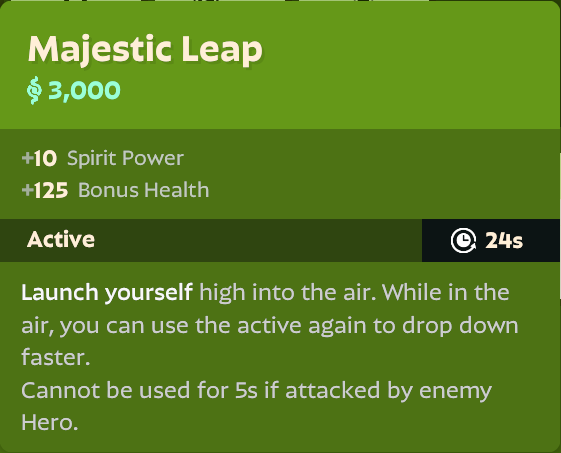 Majestic Leap
3,000
+10 Spirit Power
+125 Bonus Health
Active
24s
Launch yourself high into the air. While in the
air, you can use the active again to drop down
faster.
Cannot be used for 5s if attacked by enemy
Hero.